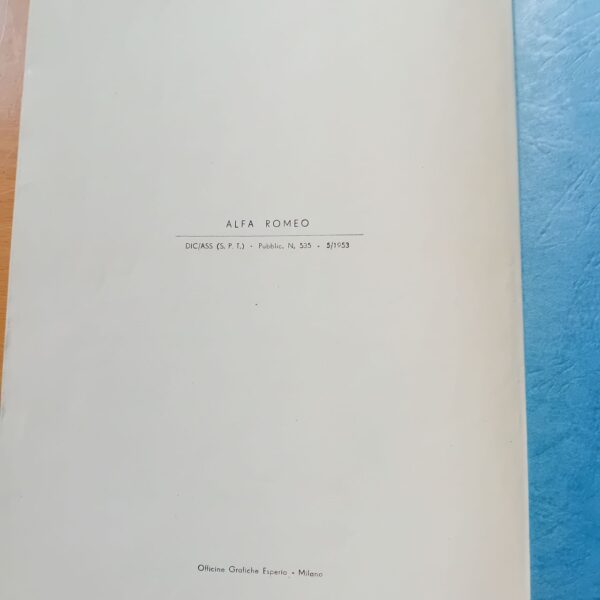 ALFA ROMEO
DIC/ASS (S. P. T.) - Pubblic. N. 535 - 5/1953
Officine Grafiche Esperia - Milano